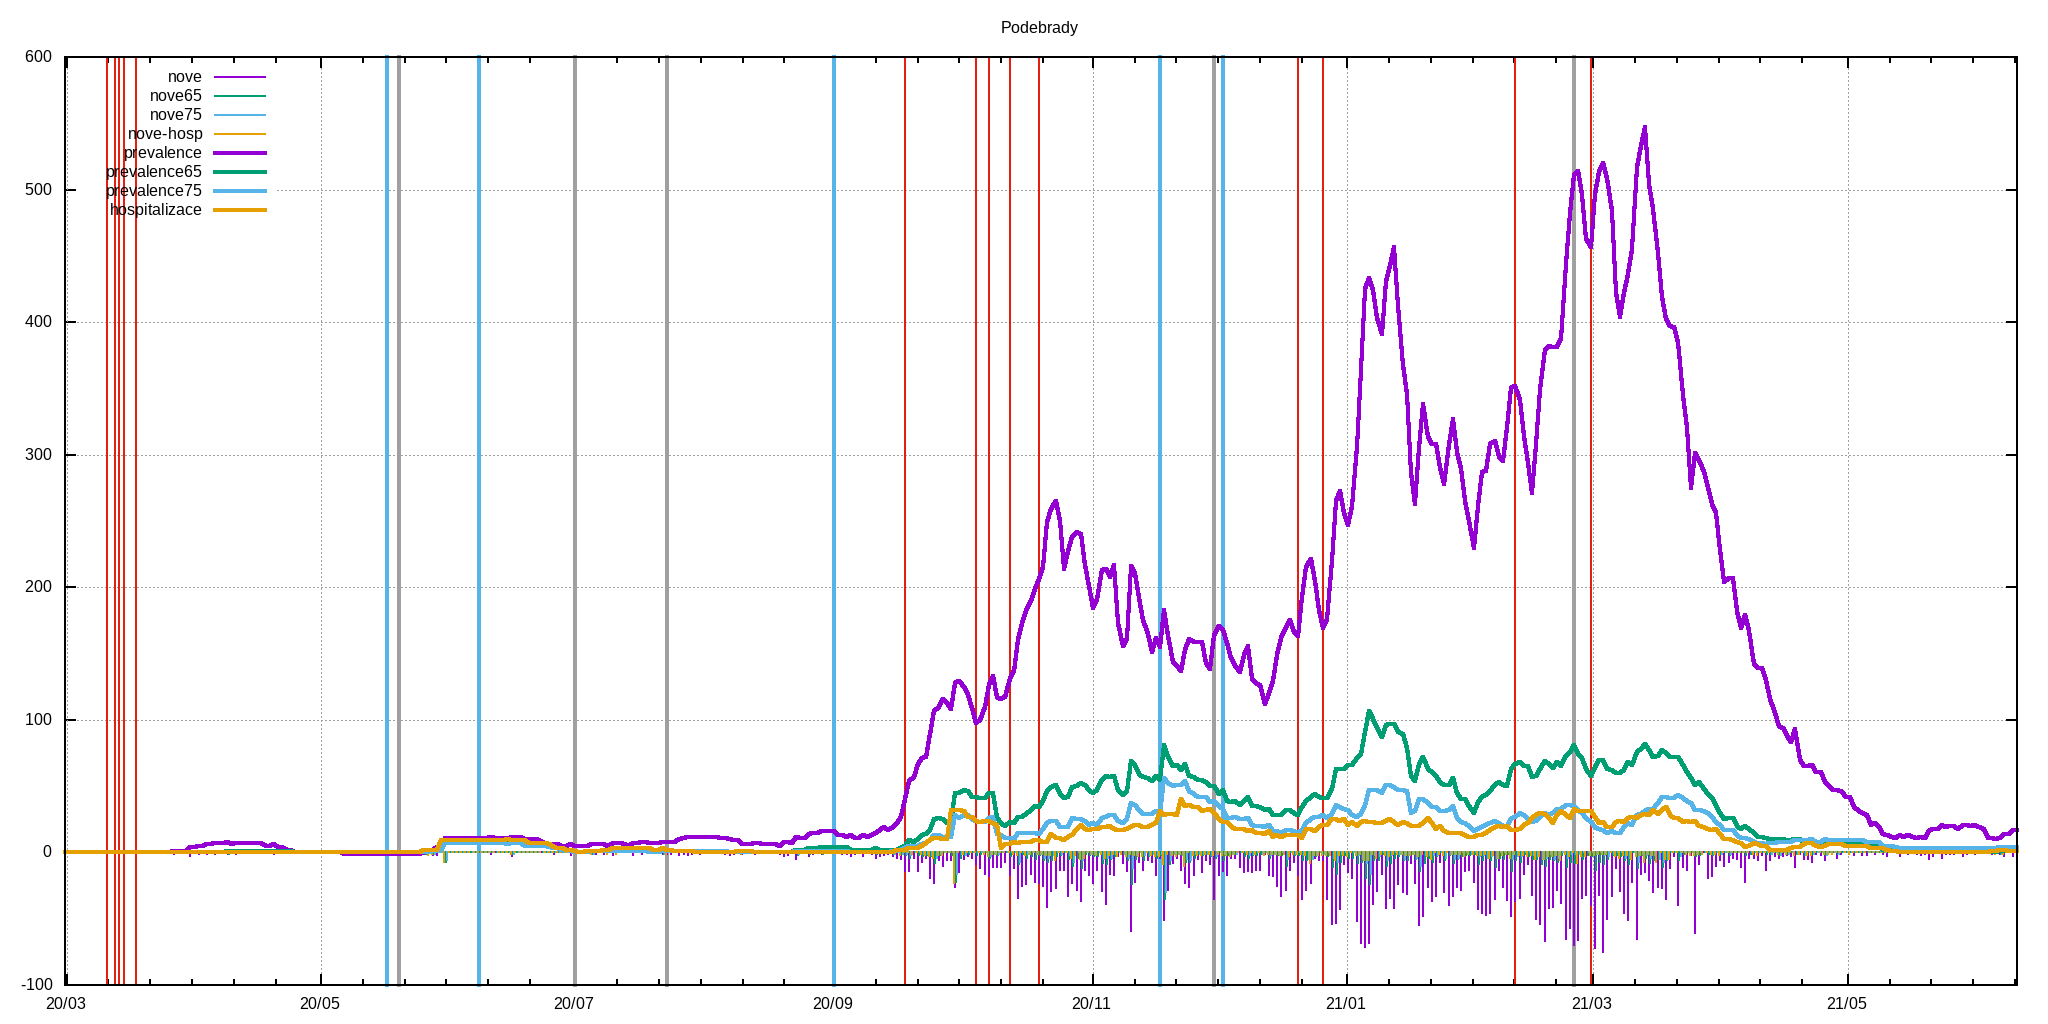 Podebrady
600
500
400
300
200
100
0
-100
nove
nove65
nove75
nove-hosp
prevalence
prevalence65
prevalence75
hospitalizace
20/03 20/05 20/07 20/09 20/11 21/01 21/03 21/05